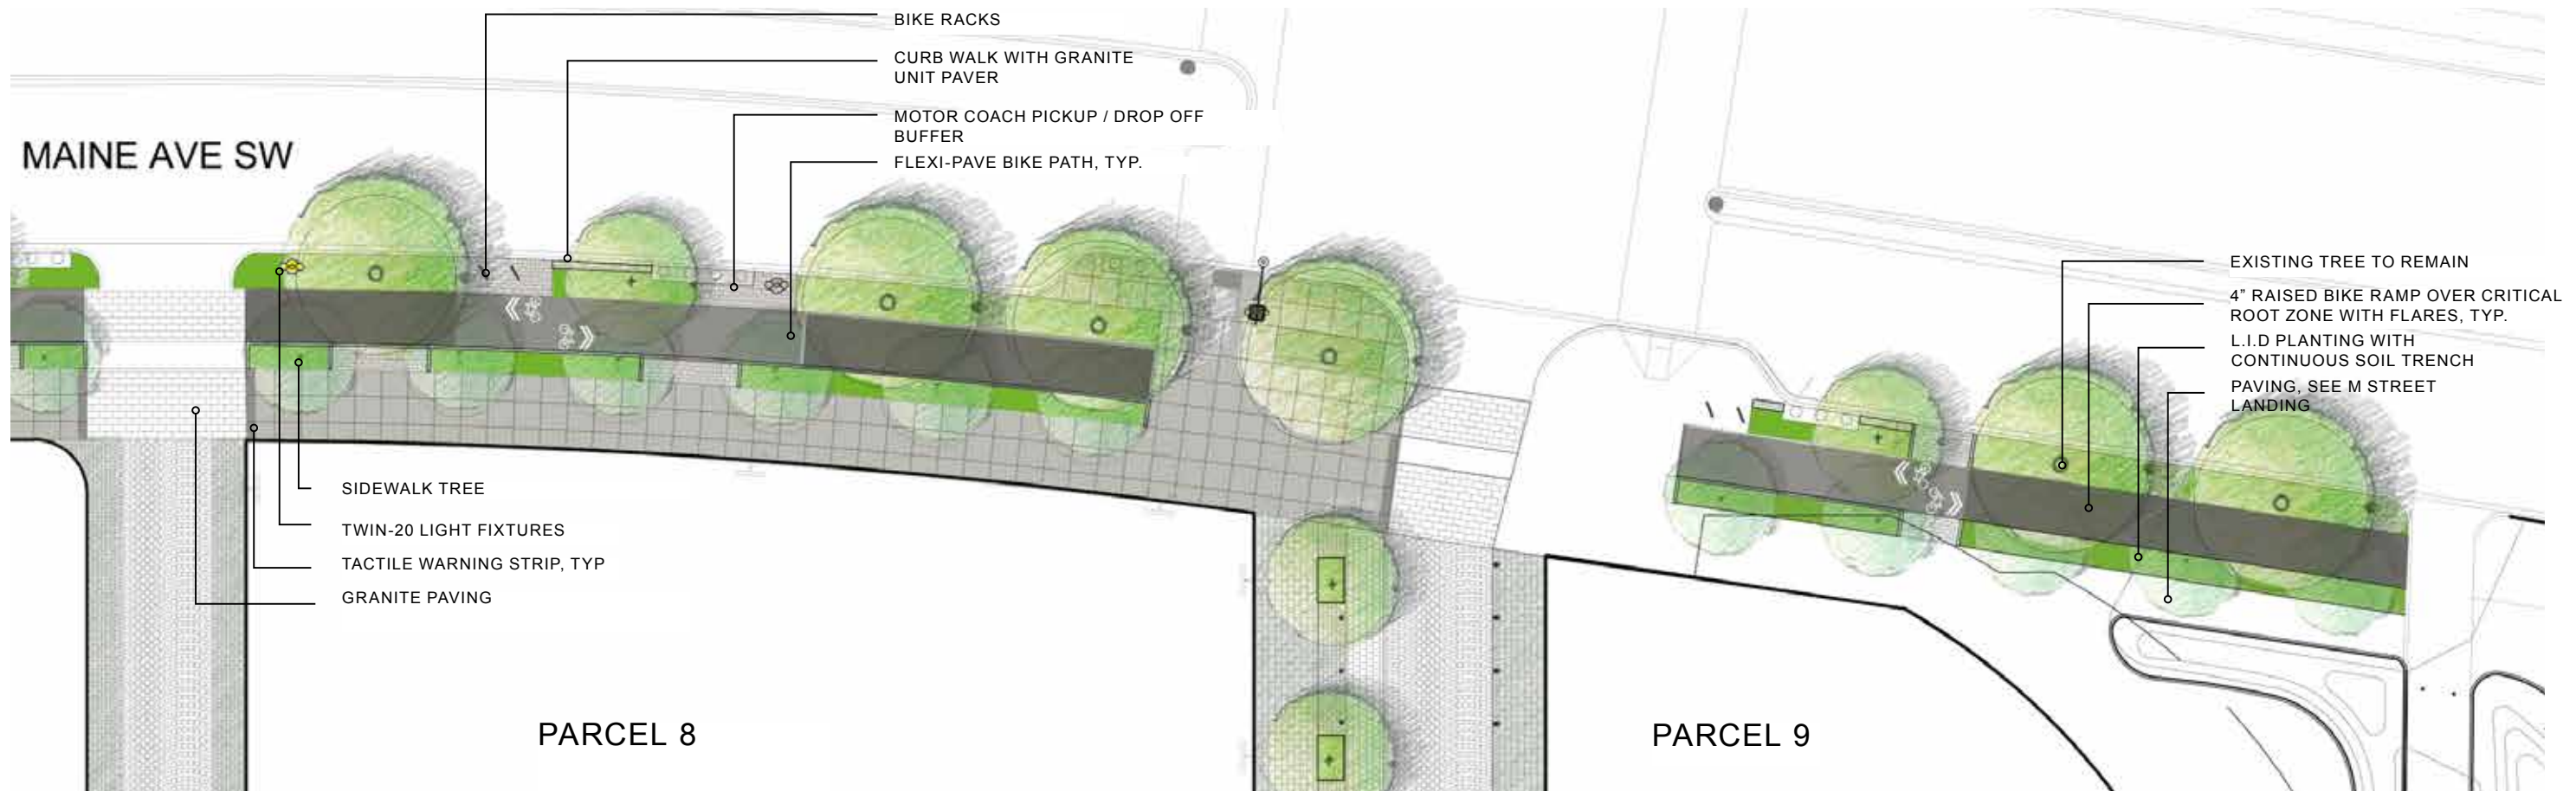 BIKE RACKS
CURB WALK WITH GRANITE
UNIT PAVER
MOTOR COACH PICKUP / DROP OFF
BUFFER
FLEXI-PAVE BIKE PATH, TYP.
MAINE AVE SW
EXISTING TREE TO REMAIN
4” RAISED BIKE RAMP OVER CRITICAL
ROOT ZONE WITH FLARES, TYP.
L.I.D PLANTING WITH
CONTINUOUS SOIL TRENCH
PAVING, SEE M STREET
LANDING
SIDEWALK TREE
TWIN-20 LIGHT FIXTURES
TACTILE WARNING STRIP, TYP
GRANITE PAVING
PARCEL 8
PARCEL 9